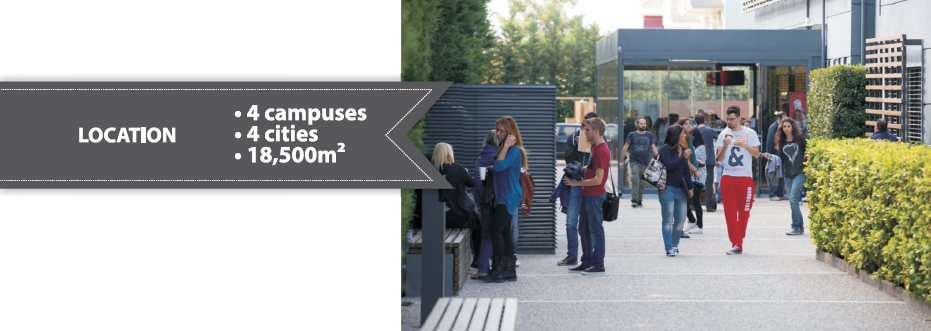 LOCATION
• 4 campuses
• 4 cities
• 18,500m²
&